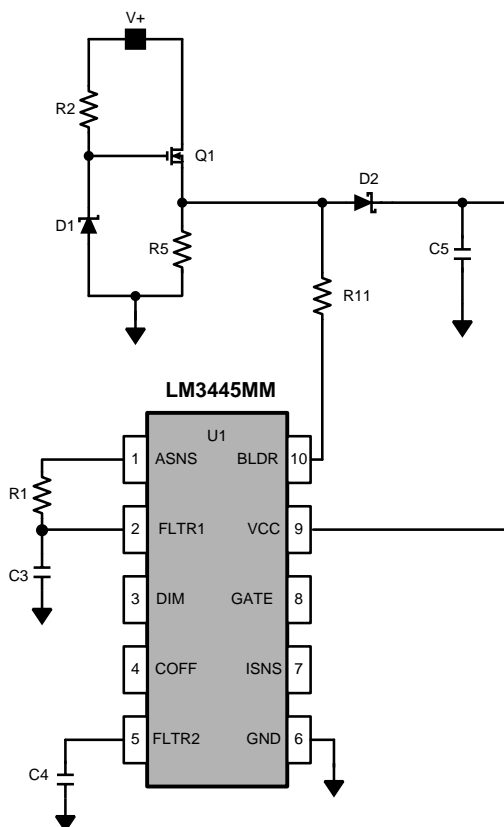 V+
R2
Q1
D1
R5
D2
C5
R11
LM3445MM
U1
1 ASNS BLDR 10
R1
2 FLTR1 VCC 9
C3
3 DIM GATE 8
4 COFF ISNS 7
5 FLTR2 GND 6
C4